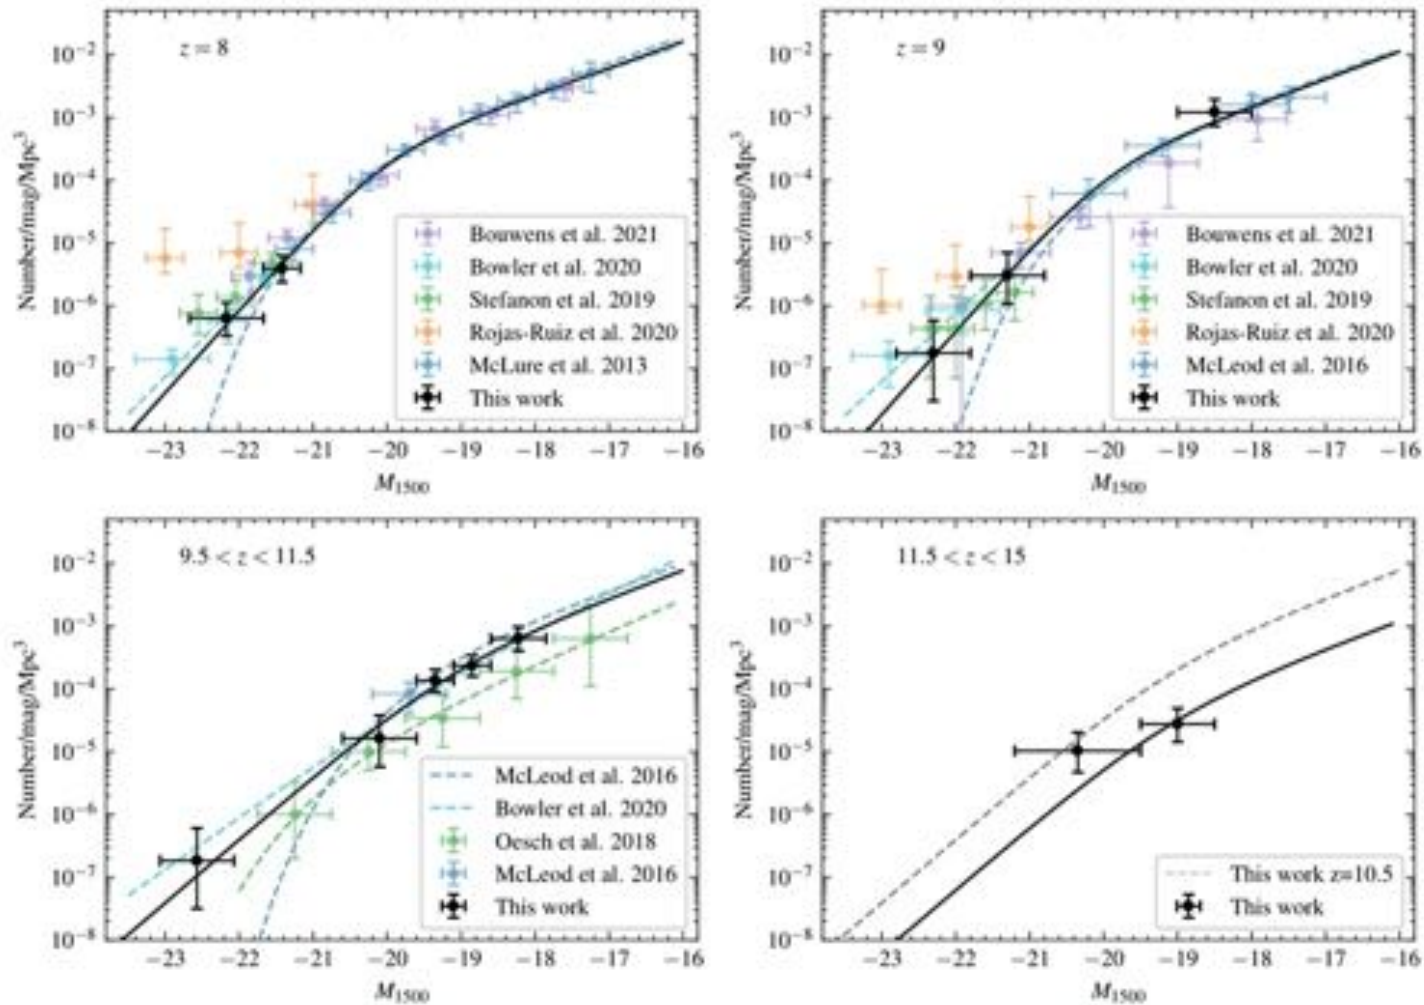 z = 8
10⁻²
10⁻³
10⁻⁴
10⁻⁵
10⁻⁶
10⁻⁷
10⁻⁸
Number/mag/Mpc³
Bouwens et al. 2021
Bowler et al. 2020
Stefanon et al. 2019
Rojas-Ruiz et al. 2020
McLure et al. 2013
This work
−23 −22 −21 −20 −19 −18 −17 −16
M₁₅₀₀
z = 9
10⁻²
10⁻³
10⁻⁴
10⁻⁵
10⁻⁶
10⁻⁷
10⁻⁸
Number/mag/Mpc³
Bouwens et al. 2021
Bowler et al. 2020
Stefanon et al. 2019
Rojas-Ruiz et al. 2020
McLeod et al. 2016
This work
−23 −22 −21 −20 −19 −18 −17 −16
M₁₅₀₀
9.5 < z < 11.5
10⁻²
10⁻³
10⁻⁴
10⁻⁵
10⁻⁶
10⁻⁷
10⁻⁸
Number/mag/Mpc³
McLeod et al. 2016
Bowler et al. 2020
Oesch et al. 2018
McLeod et al. 2016
This work
−23 −22 −21 −20 −19 −18 −17 −16
M₁₅₀₀
11.5 < z < 15
10⁻²
10⁻³
10⁻⁴
10⁻⁵
10⁻⁶
10⁻⁷
10⁻⁸
Number/mag/Mpc³
This work z=10.5
This work
−23 −22 −21 −20 −19 −18 −17 −16
M₁₅₀₀